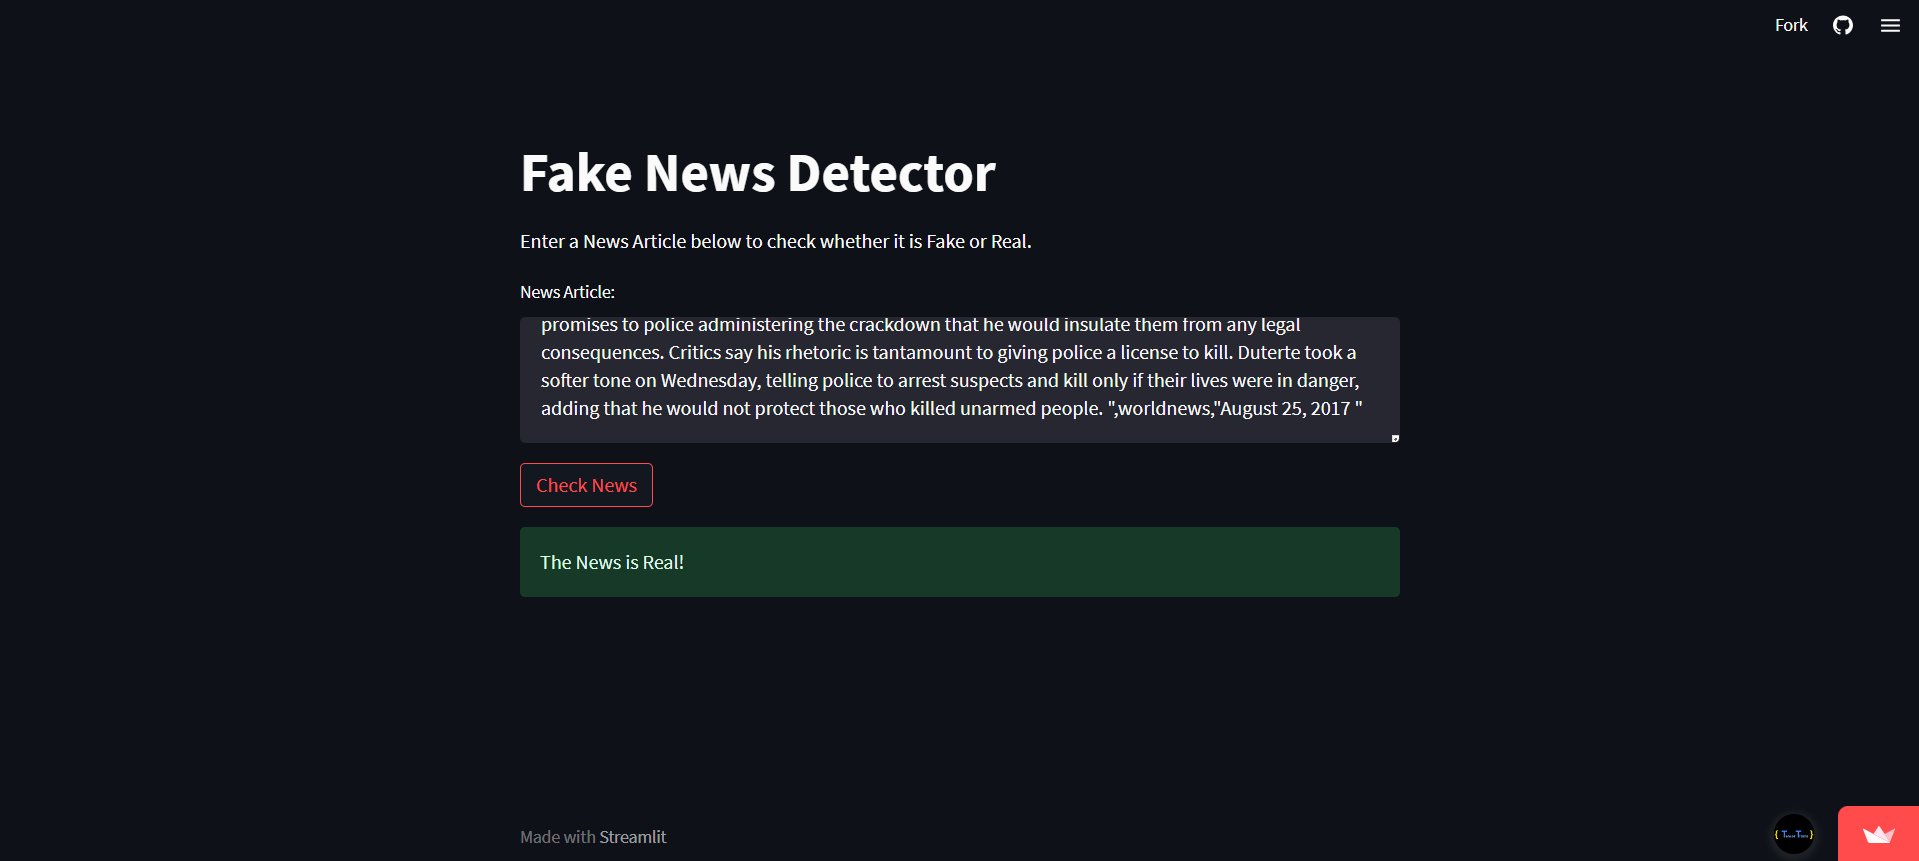 Fork
Fake News Detector
Enter a News Article below to check whether it is Fake or Real.
News Article:
promises to police administering the crackdown that he would insulate them from any legal
consequences. Critics say his rhetoric is tantamount to giving police a license to kill. Duterte took a
softer tone on Wednesday, telling police to arrest suspects and kill only if their lives were in danger,
adding that he would not protect those who killed unarmed people. ",worldnews,"August 25, 2017 "
Check News
The News is Real!
Made with Streamlit